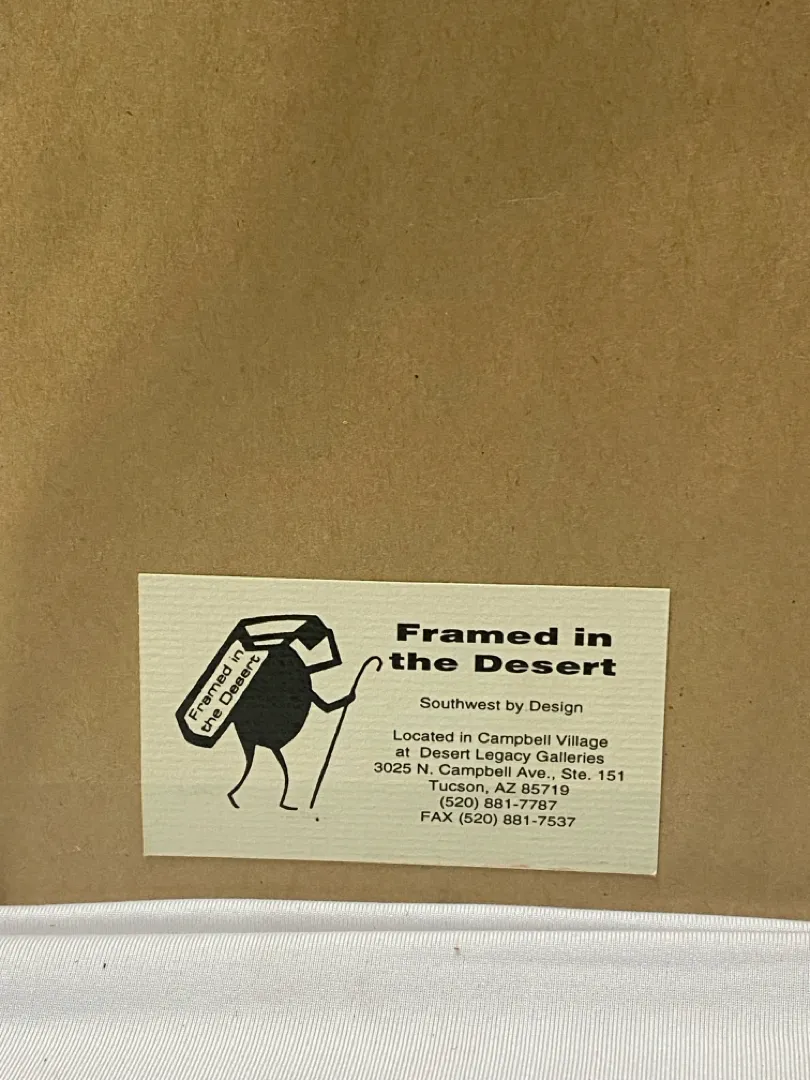 Framed in
the Desert
Framed in
the Desert
Southwest by Design
Located in Campbell Village
at Desert Legacy Galleries
3025 N. Campbell Ave., Ste. 151
Tucson, AZ 85719
(520) 881-7787
FAX (520) 881-7537